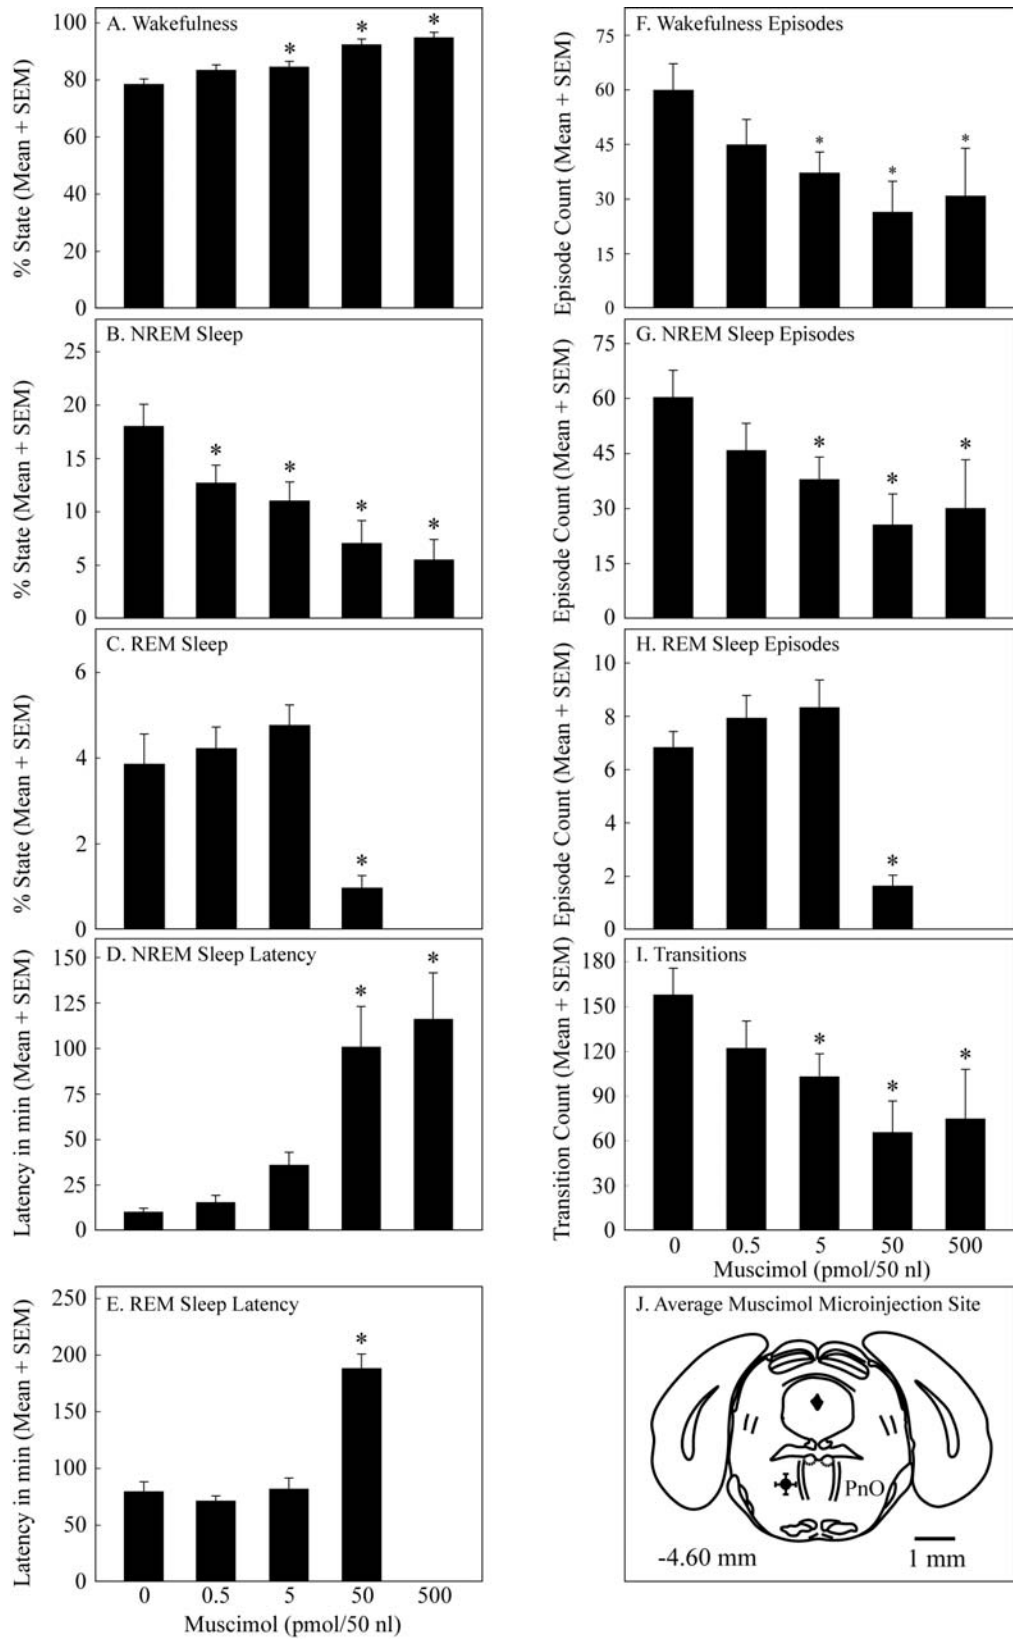 A. Wakefulness
% State (Mean + SEM)
100
80
60
40
20
0
* * *
B. NREM Sleep
% State (Mean + SEM)
25
20
15
10
5
0
* * * *
C. REM Sleep
% State (Mean + SEM)
6
4
2
0
*
D. NREM Sleep Latency
Latency in min (Mean + SEM)
150
125
100
75
50
25
0
* *
E. REM Sleep Latency
Latency in min (Mean + SEM)
250
200
150
100
50
0
*
0 0.5 5 50 500
Muscimol (pmol/50 nl)
F. Wakefulness Episodes
Episode Count (Mean + SEM)
75
60
45
30
15
0
* * *
G. NREM Sleep Episodes
Episode Count (Mean + SEM)
75
60
45
30
15
0
* * *
H. REM Sleep Episodes
Episode Count (Mean + SEM)
10
8
6
4
2
0
*
I. Transitions
Transition Count (Mean + SEM)
180
150
120
90
60
30
0
* * *
0 0.5 5 50 500
Muscimol (pmol/50 nl)
J. Average Muscimol Microinjection Site
PnO
-4.60 mm 1 mm